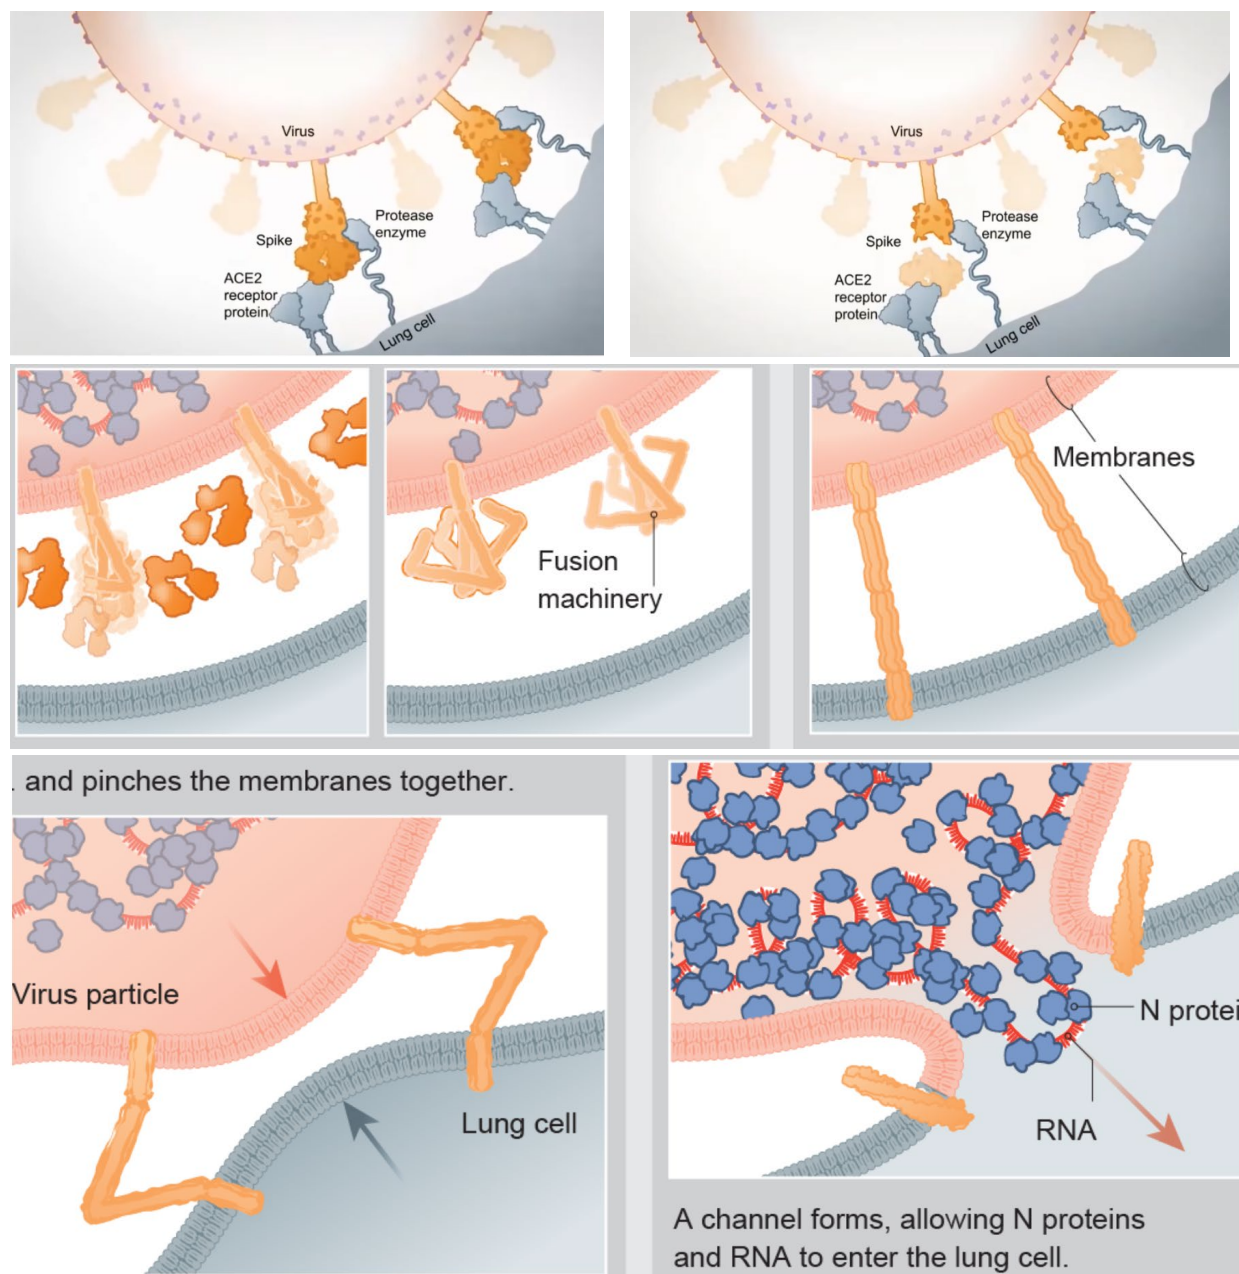 Virus
Spike
Protease
enzyme
ACE2
receptor
protein
Lung cell
Virus
Spike
Protease
enzyme
ACE2
receptor
protein
Lung cell
Fusion
machinery
Membranes
. and pinches the membranes together.
Virus particle
Lung cell
N protei
RNA
A channel forms, allowing N proteins
and RNA to enter the lung cell.